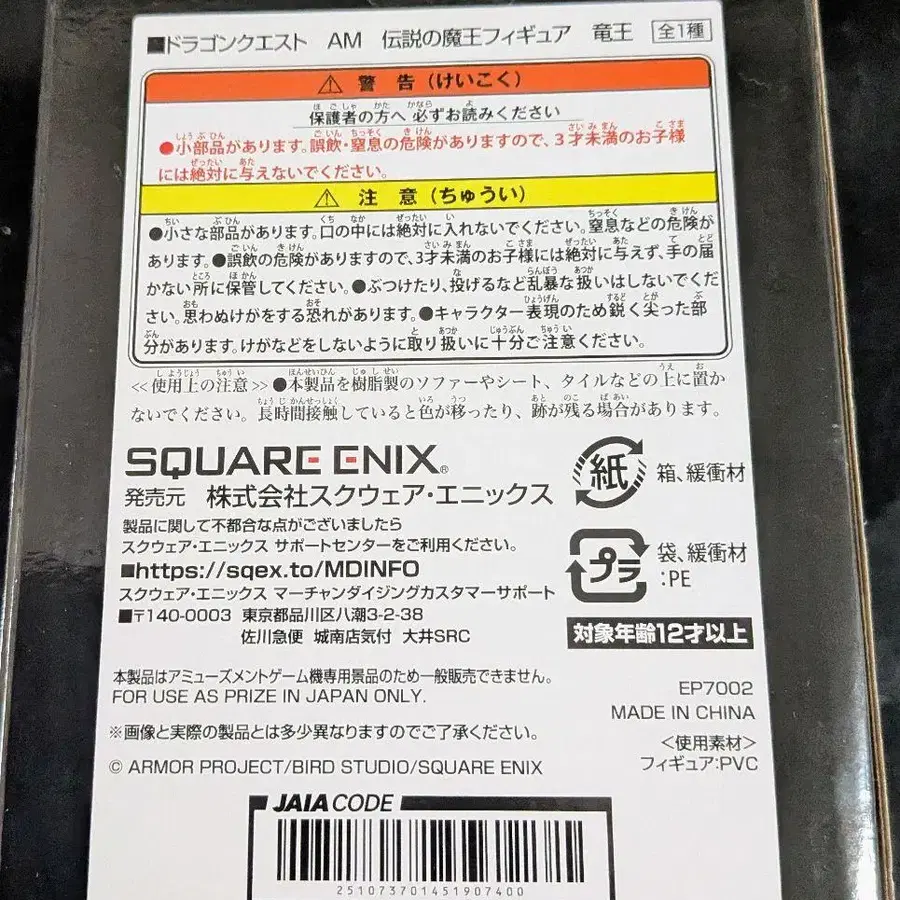 ■ドラゴンクエスト AM 伝説の魔王フィギュア 竜王 全1種
⚠ 警告(けいこく)
保護者の方へ 必ずお読みください
●小部品があります。誤飲・窒息の危険がありますので、3才未満のお子様
には絶対に与えないでください。
⚠ 注意(ちゅうい)
●小さな部品があります。口の中には絶対に入れないでください。窒息などの危険が
あります。●誤飲の危険がありますので、3才未満のお子様には絶対に与えず、手の届
かない所に保管してください。●ぶつけたり、投げるなど乱暴な扱いはしないでくだ
さい。思わぬけがをする恐れがあります。●キャラクター表現のため鋭く尖った部
分があります。けがなどをしないように取り扱いに十分ご注意ください。
≪使用上の注意≫●本製品を樹脂製のソファーやシート、タイルなどの上に置か
ないでください。長時間接触していると色が移ったり、跡が残る場合があります。
SQUARE ENIX®
発売元 株式会社スクウェア・エニックス
製品に関して不都合な点がございましたら
スクウェア・エニックス サポートセンターをご利用ください。
■https://sqex.to/MDINFO
スクウェア・エニックス マーチャンダイジングカスタマーサポート
■〒140-0003 東京都品川区八潮3-2-38
佐川急便 城南店気付 大井SRC
紙 箱、緩衝材
プラ 袋、緩衝材
:PE
対象年齢12才以上
本製品はアミューズメントゲーム機専用景品のため一般販売できません。
FOR USE AS PRIZE IN JAPAN ONLY.
※画像と実際の製品とは多少異なりますのでご了承ください。
© ARMOR PROJECT/BIRD STUDIO/SQUARE ENIX
EP7002
MADE IN CHINA
<使用素材>
フィギュア:PVC
JAIA CODE
251073701451907400